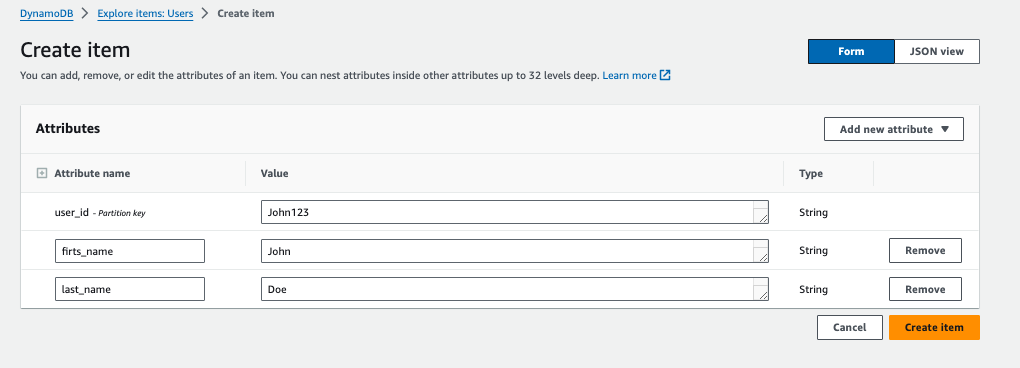 DynamoDB > Explore items: Users > Create item
Create item
Form JSON view
You can add, remove, or edit the attributes of an item. You can nest attributes inside other attributes up to 32 levels deep. Learn more
Attributes
Add new attribute
Attribute name Value Type
user_id - Partition key John123 String
firts_name John String Remove
last_name Doe String Remove
Cancel Create item